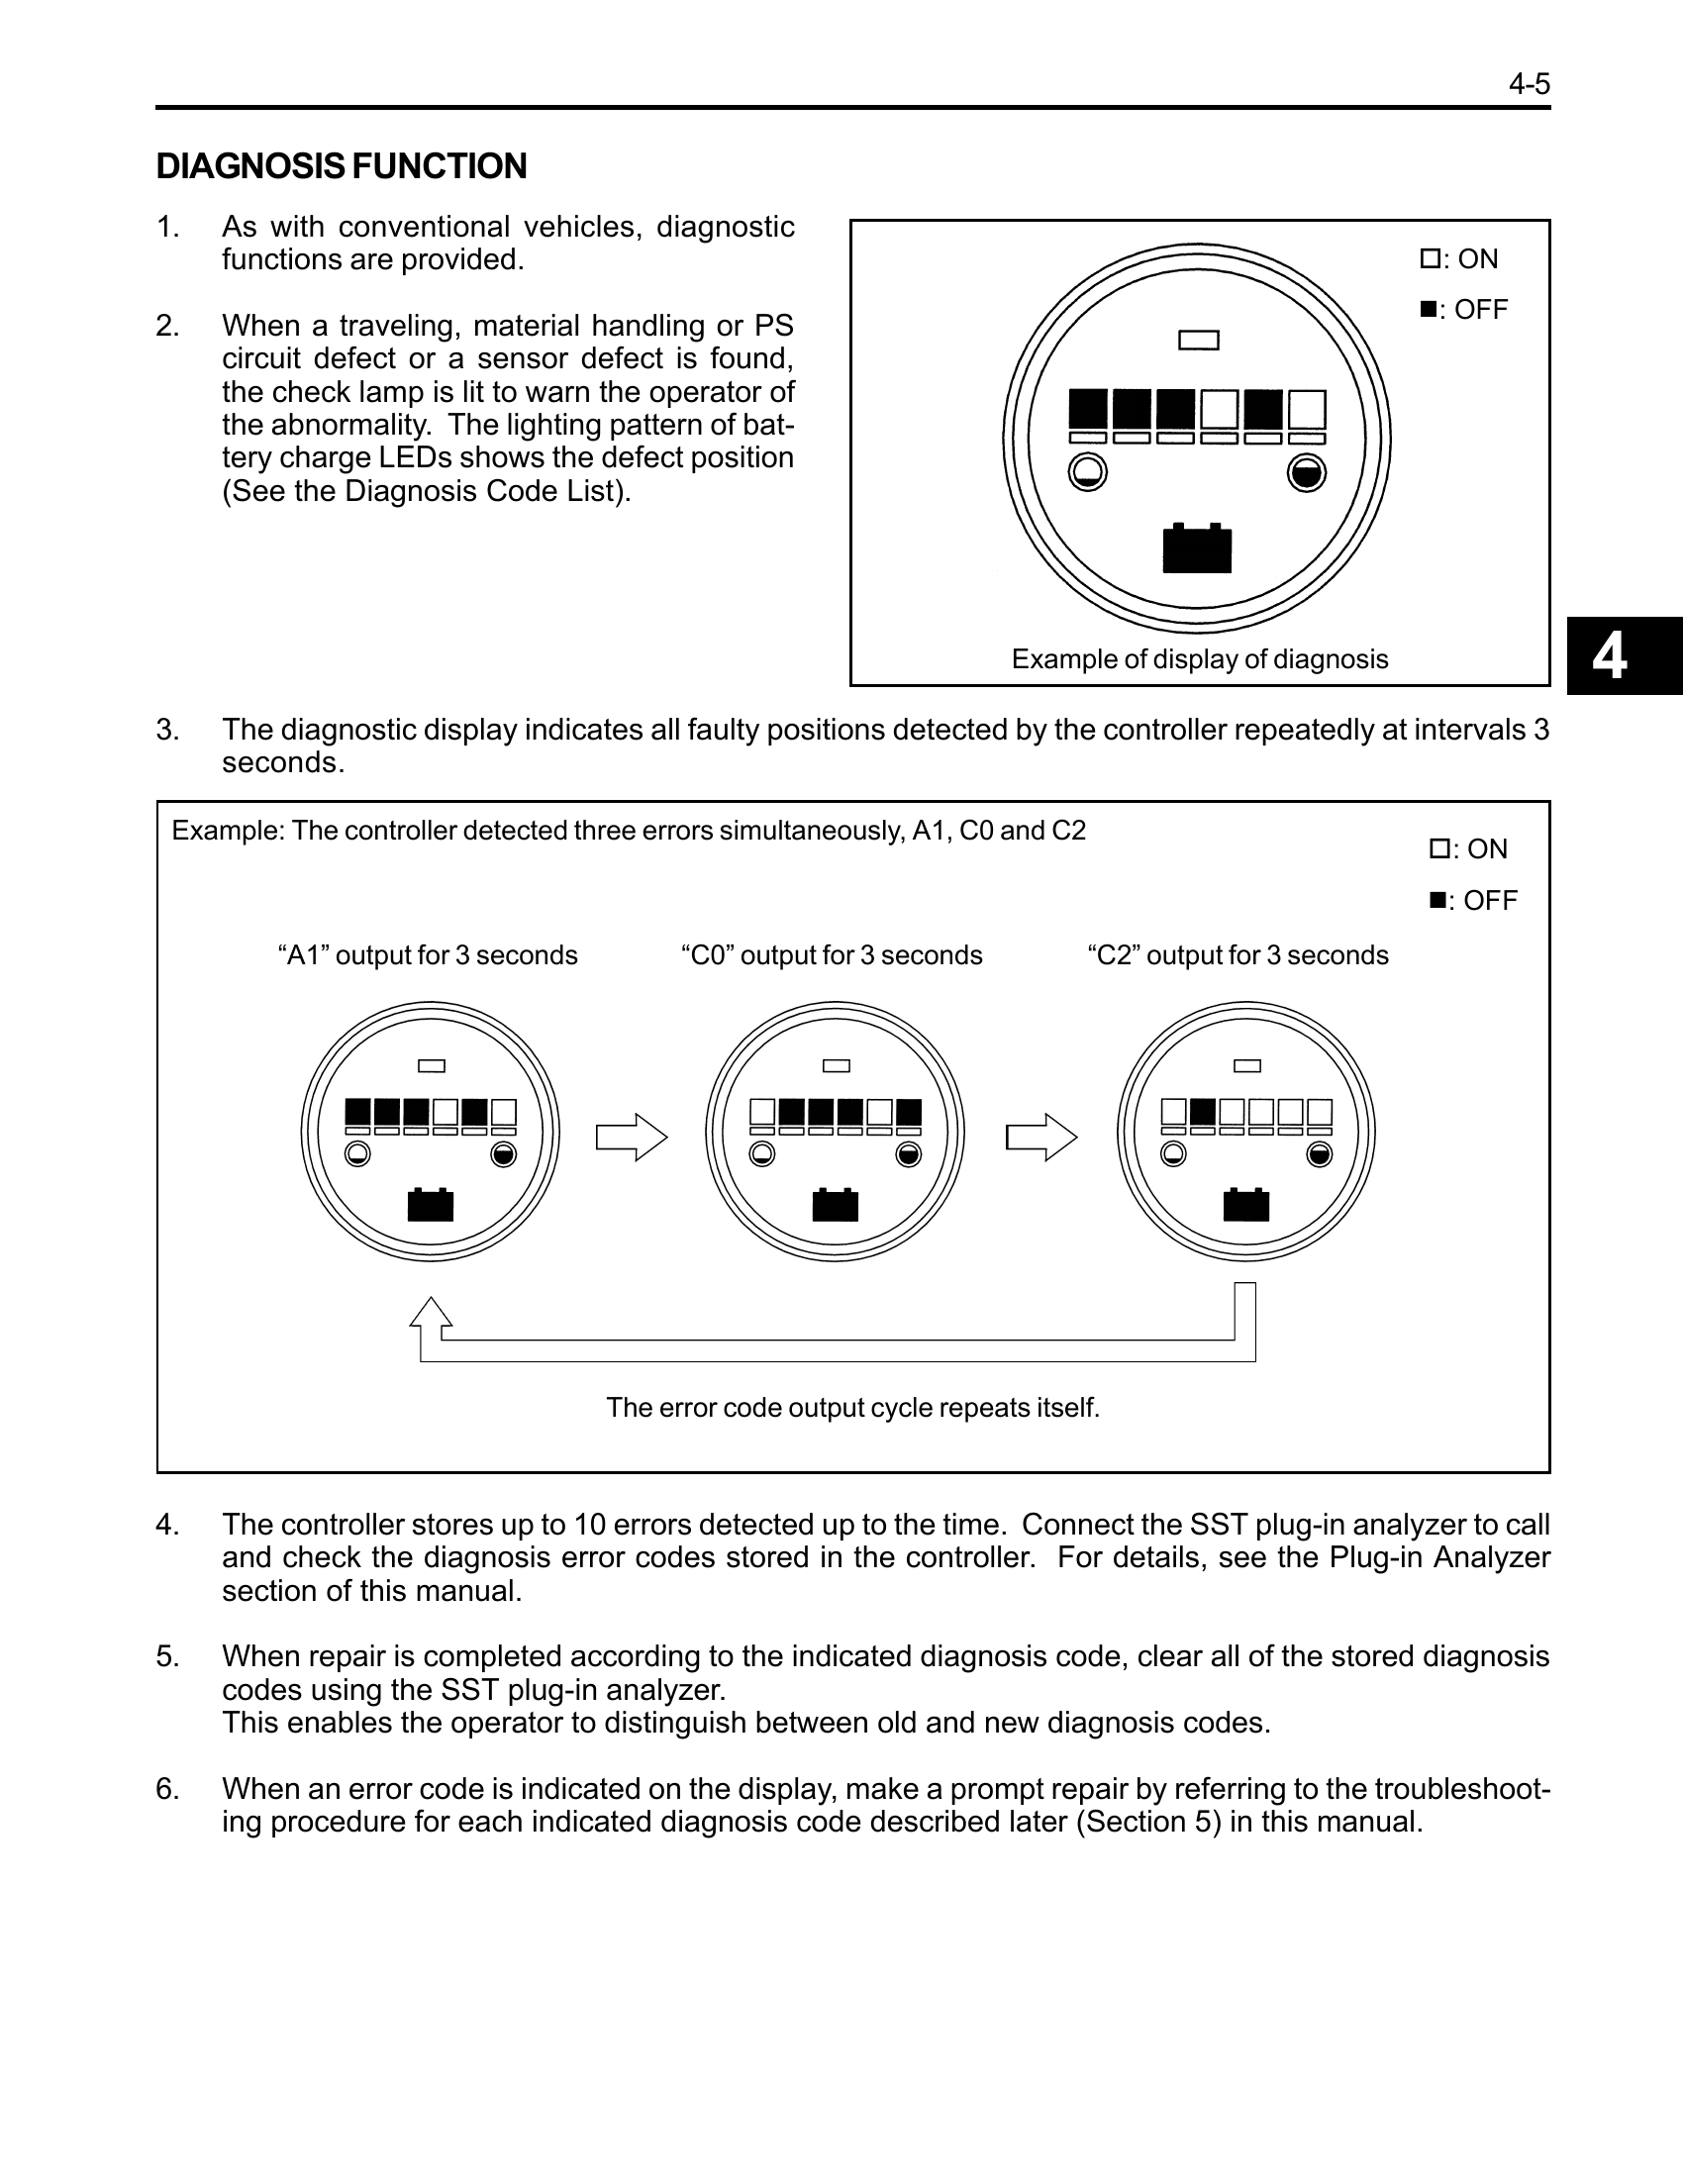 4-5
DIAGNOSIS FUNCTION
1. As with conventional vehicles, diagnostic
functions are provided.
2. When a traveling, material handling or PS
circuit defect or a sensor defect is found,
the check lamp is lit to warn the operator of
the abnormality. The lighting pattern of bat-
tery charge LEDs shows the defect position
(See the Diagnosis Code List).
□: ON
■: OFF
Example of display of diagnosis
4
3. The diagnostic display indicates all faulty positions detected by the controller repeatedly at intervals 3
seconds.
Example: The controller detected three errors simultaneously, A1, C0 and C2
□: ON
■: OFF
“A1” output for 3 seconds
“C0” output for 3 seconds
“C2” output for 3 seconds
The error code output cycle repeats itself.
4. The controller stores up to 10 errors detected up to the time. Connect the SST plug-in analyzer to call
and check the diagnosis error codes stored in the controller. For details, see the Plug-in Analyzer
section of this manual.
5. When repair is completed according to the indicated diagnosis code, clear all of the stored diagnosis
codes using the SST plug-in analyzer.
This enables the operator to distinguish between old and new diagnosis codes.
6. When an error code is indicated on the display, make a prompt repair by referring to the troubleshoot-
ing procedure for each indicated diagnosis code described later (Section 5) in this manual.